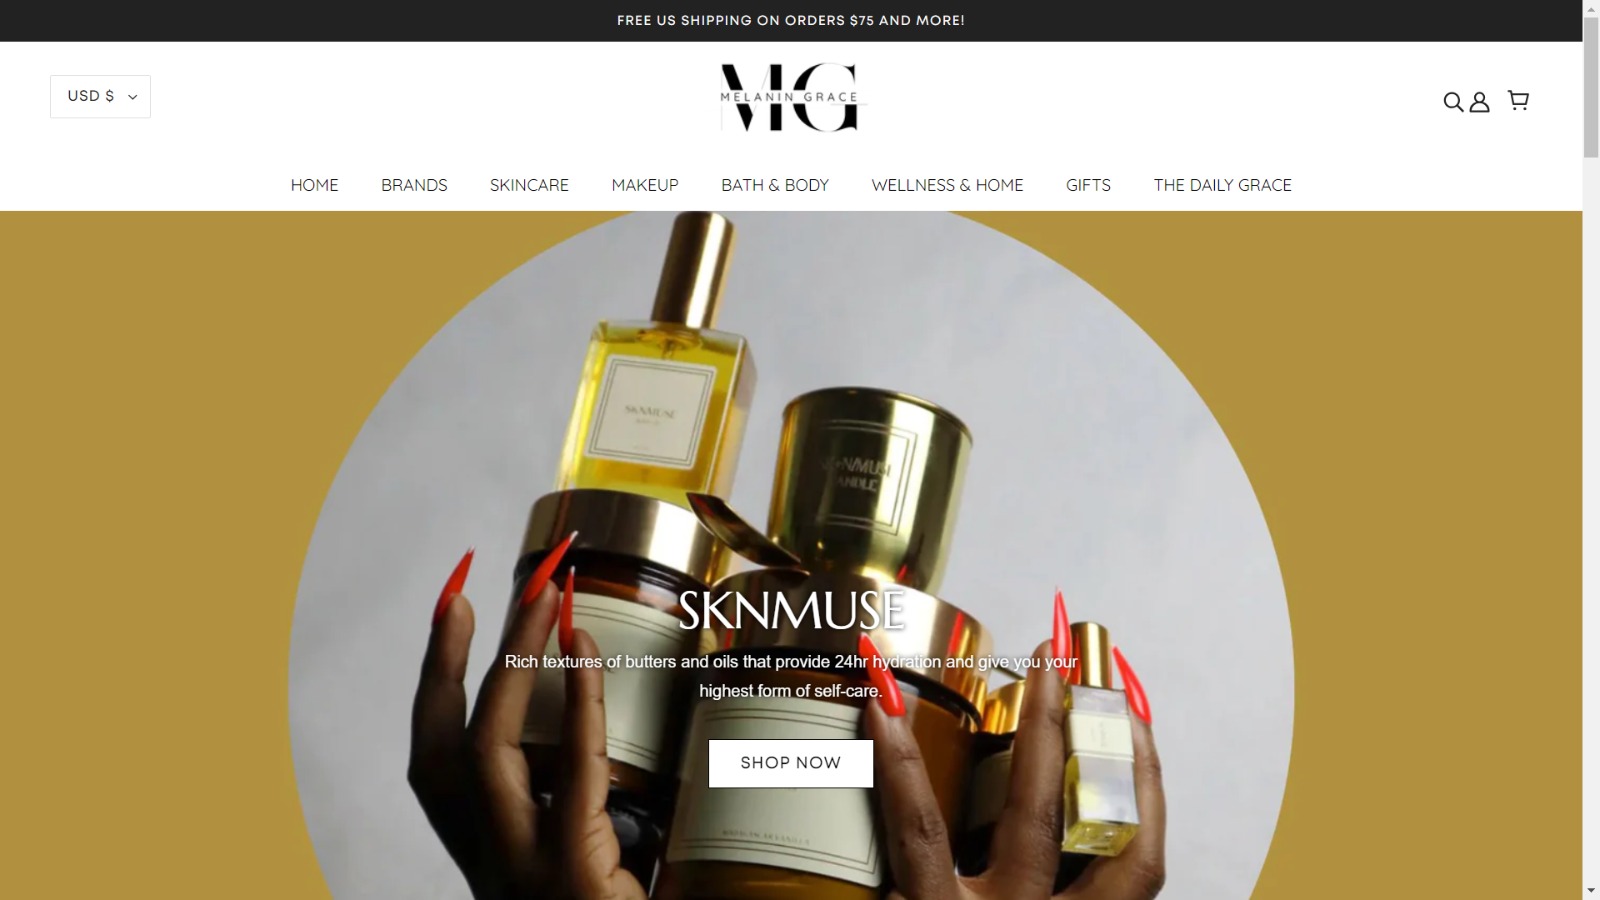 FREE US SHIPPING ON ORDERS $75 AND MORE!
USD $
MG
MELANIN GRACE
HOME BRANDS SKINCARE MAKEUP BATH & BODY WELLNESS & HOME GIFTS THE DAILY GRACE
SKNMUSE
SKNMUSE
Rich textures of butters and oils that provide 24hr hydration and give you your
highest form of self-care.
SHOP NOW